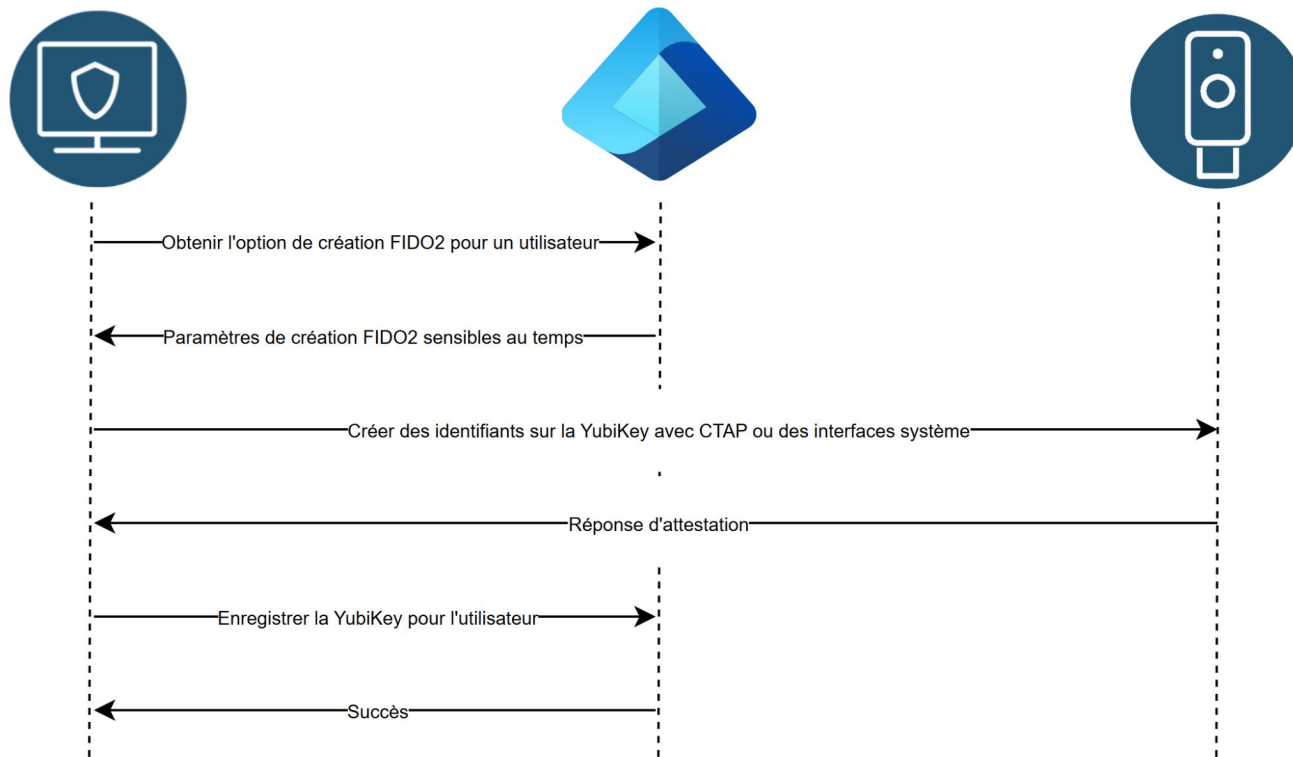 Obtenir l'option de création FIDO2 pour un utilisateur
Paramètres de création FIDO2 sensibles au temps
Créer des identifiants sur la YubiKey avec CTAP ou des interfaces système
Réponse d'attestation
Enregistrer la YubiKey pour l'utilisateur
Succès